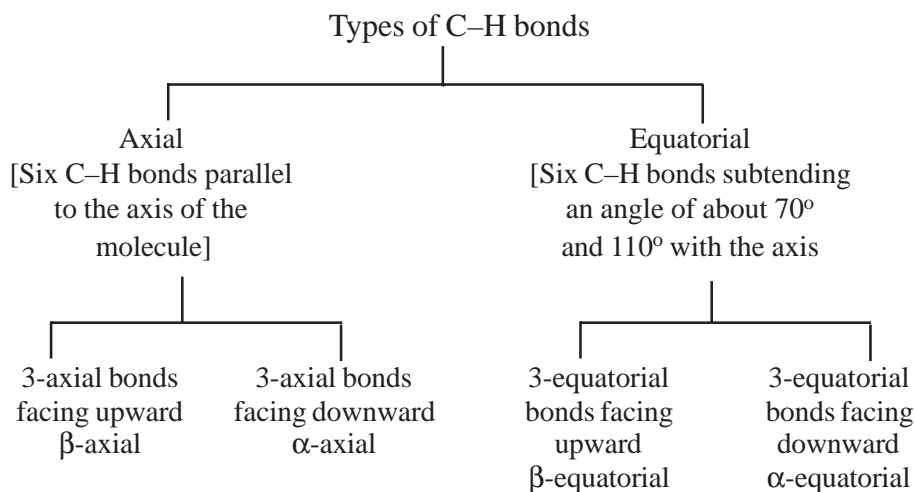 Types of C–H bonds
Axial
[Six C–H bonds parallel
to the axis of the
molecule]
Equatorial
[Six C–H bonds subtending
an angle of about 70º
and 110º with the axis
3-axial bonds
facing upward
β-axial
3-axial bonds
facing downward
α-axial
3-equatorial
bonds facing
upward
β-equatorial
3-equatorial
bonds facing
downward
α-equatorial